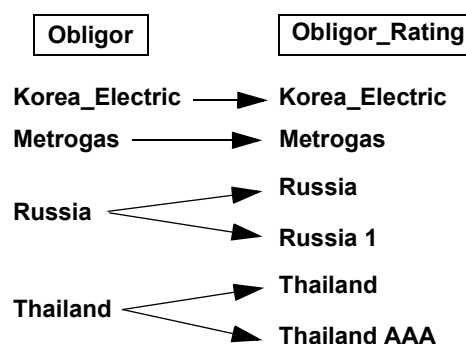 Obligor Obligor_Rating
Korea_Electric Korea_Electric
Metrogas Metrogas
Russia
Russia
Russia 1
Thailand
Thailand
Thailand AAA